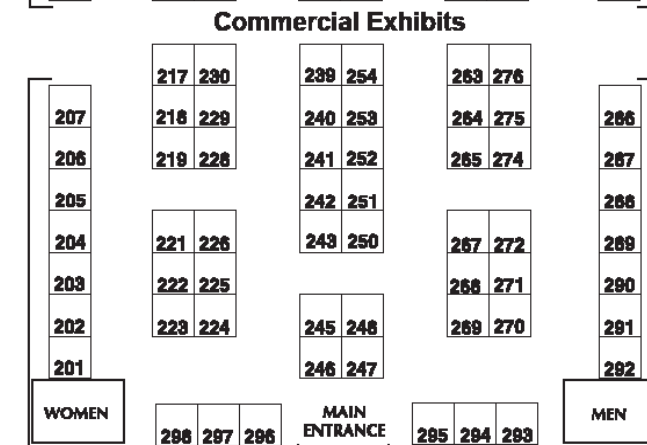 Commercial Exhibits
217 230 239 254 263 276
207 218 229 240 253 264 275 286
206 219 228 241 252 265 274 287
205 242 251 288
204 221 226 243 250 267 272 289
203 222 225 268 271 290
202 223 224 245 248 269 270 291
201 246 247 292
WOMEN
MAIN
ENTRANCE
MEN
298 297 296 295 294 293